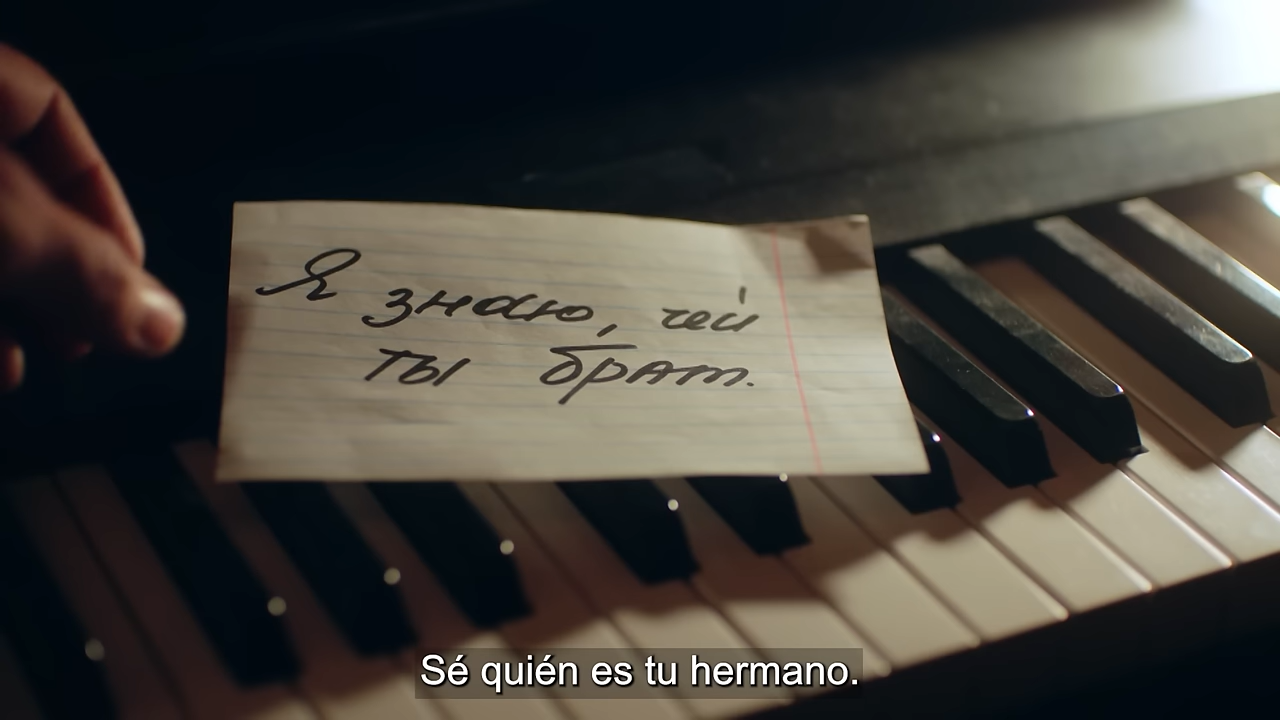 Я знаю, чей
ты брат.
Sé quién es tu hermano.